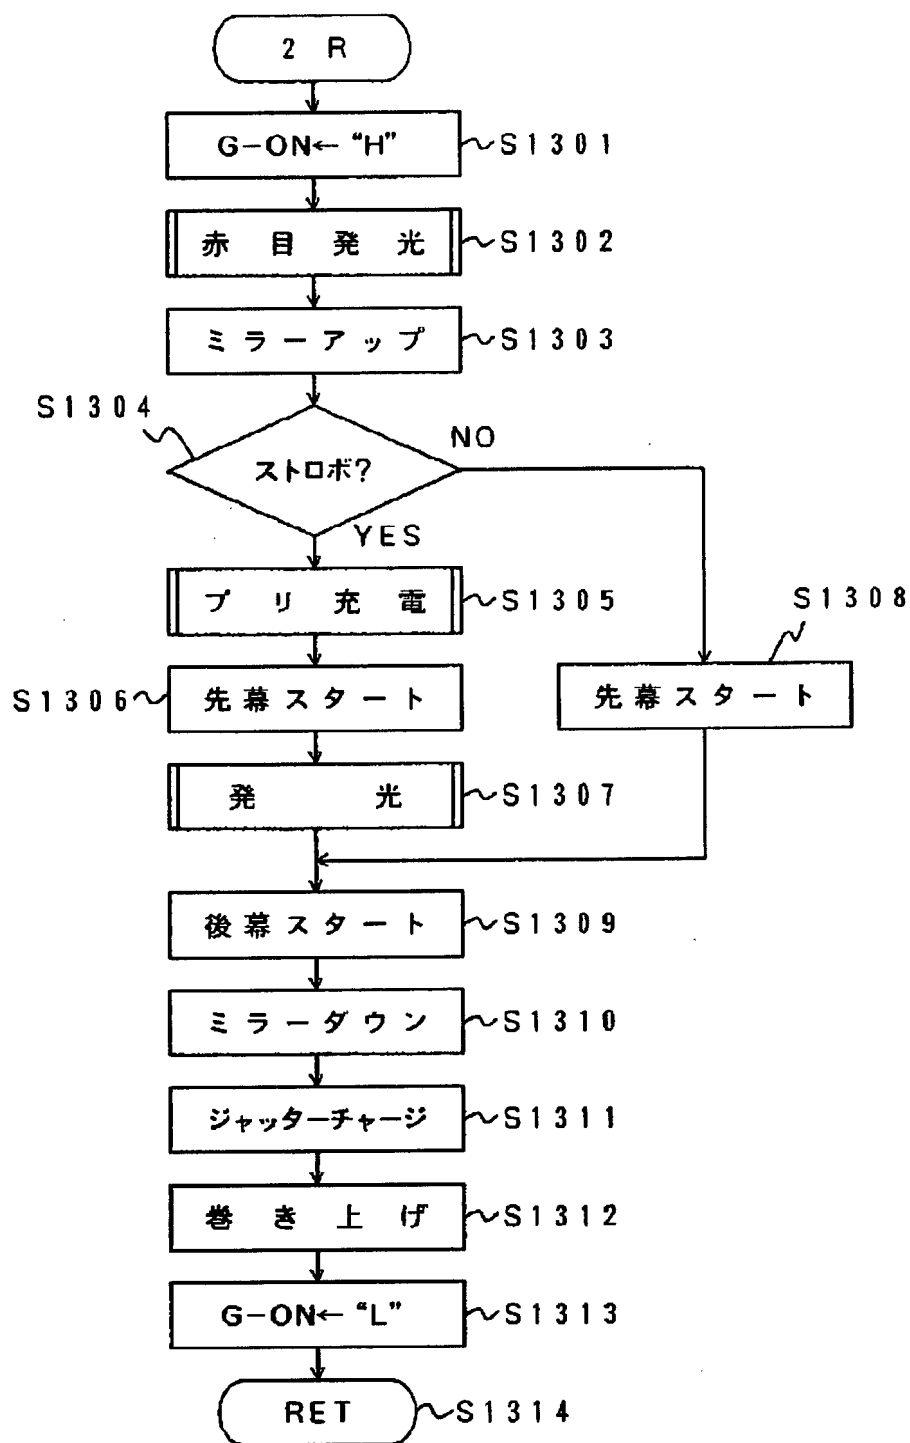 2 R
G-ON← "H" S1301
赤目発光 S1302
ミラーアップ S1303
S1304
NO
ストロボ?
YES
プリ充電 S1305
S1308
S1306 先幕スタート
先幕スタート
発光 S1307
後幕スタート S1309
ミラーダウン S1310
ジャッターチャージ S1311
巻き上げ S1312
G-ON← "L" S1313
RET S1314